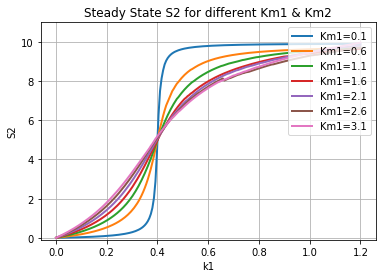 Steady State S2 for different Km1 & Km2
S2
10
8
6
4
2
0
Km1=0.1
Km1=0.6
Km1=1.1
Km1=1.6
Km1=2.1
Km1=2.6
Km1=3.1
0.0 0.2 0.4 0.6 0.8 1.0 1.2
k1